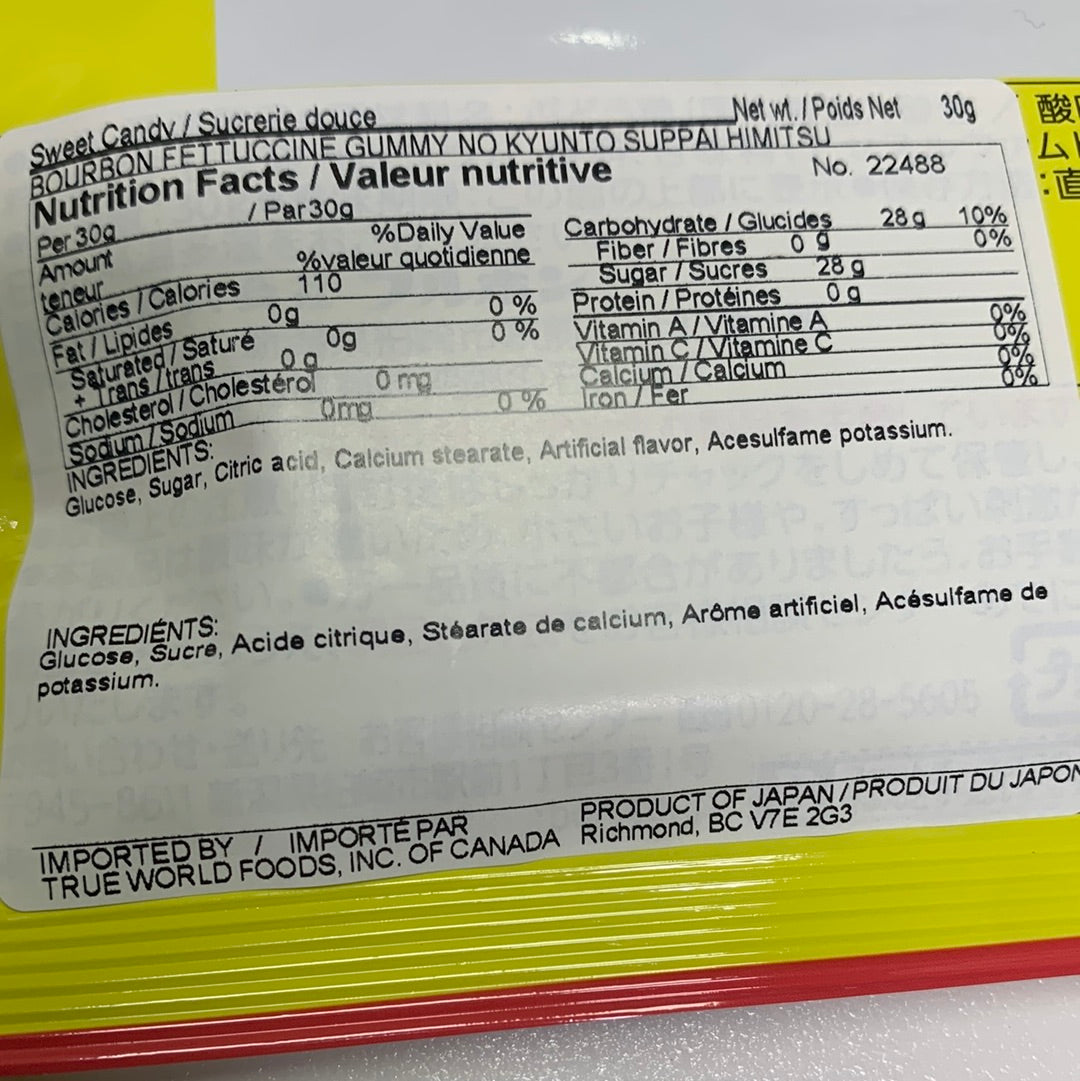 Sweet Candy / Sucrerie douce Net wt. / Poids Net 30g
BOURBON FETTUCCINE GUMMY NO KYUNTO SUPPAI HIMITSU
Nutrition Facts / Valeur nutritive No. 22488
Per 30g / Par 30g
Amount %Daily Value
teneur %valeur quotidienne
Calories / Calories 110
Fat / Lipides 0g 0 %
Saturated / Saturé 0g 0 %
+ Trans / trans 0 g
Cholesterol / Cholestérol 0 mg
Sodium / Sodium 0mg 0 %
Carbohydrate / Glucides 28 g 10%
Fiber / Fibres 0 g 0%
Sugar / Sucres 28 g
Protein / Protéines 0 g
Vitamin A / Vitamine A 0%
Vitamin C / Vitamine C 0%
Calcium / Calcium 0%
Iron / Fer 0%
INGREDIENTS:
Glucose, Sugar, Citric acid, Calcium stearate, Artificial flavor, Acesulfame potassium.
INGREDIÉNTS:
Glucose, Sucre, Acide citrique, Stéarate de calcium, Arôme artificiel, Acésulfame de
potassium.
PRODUCT OF JAPAN / PRODUIT DU JAPON
IMPORTED BY / IMPORTÉ PAR
TRUE WORLD FOODS, INC. OF CANADA Richmond, BC V7E 2G3
酸
ム
:直